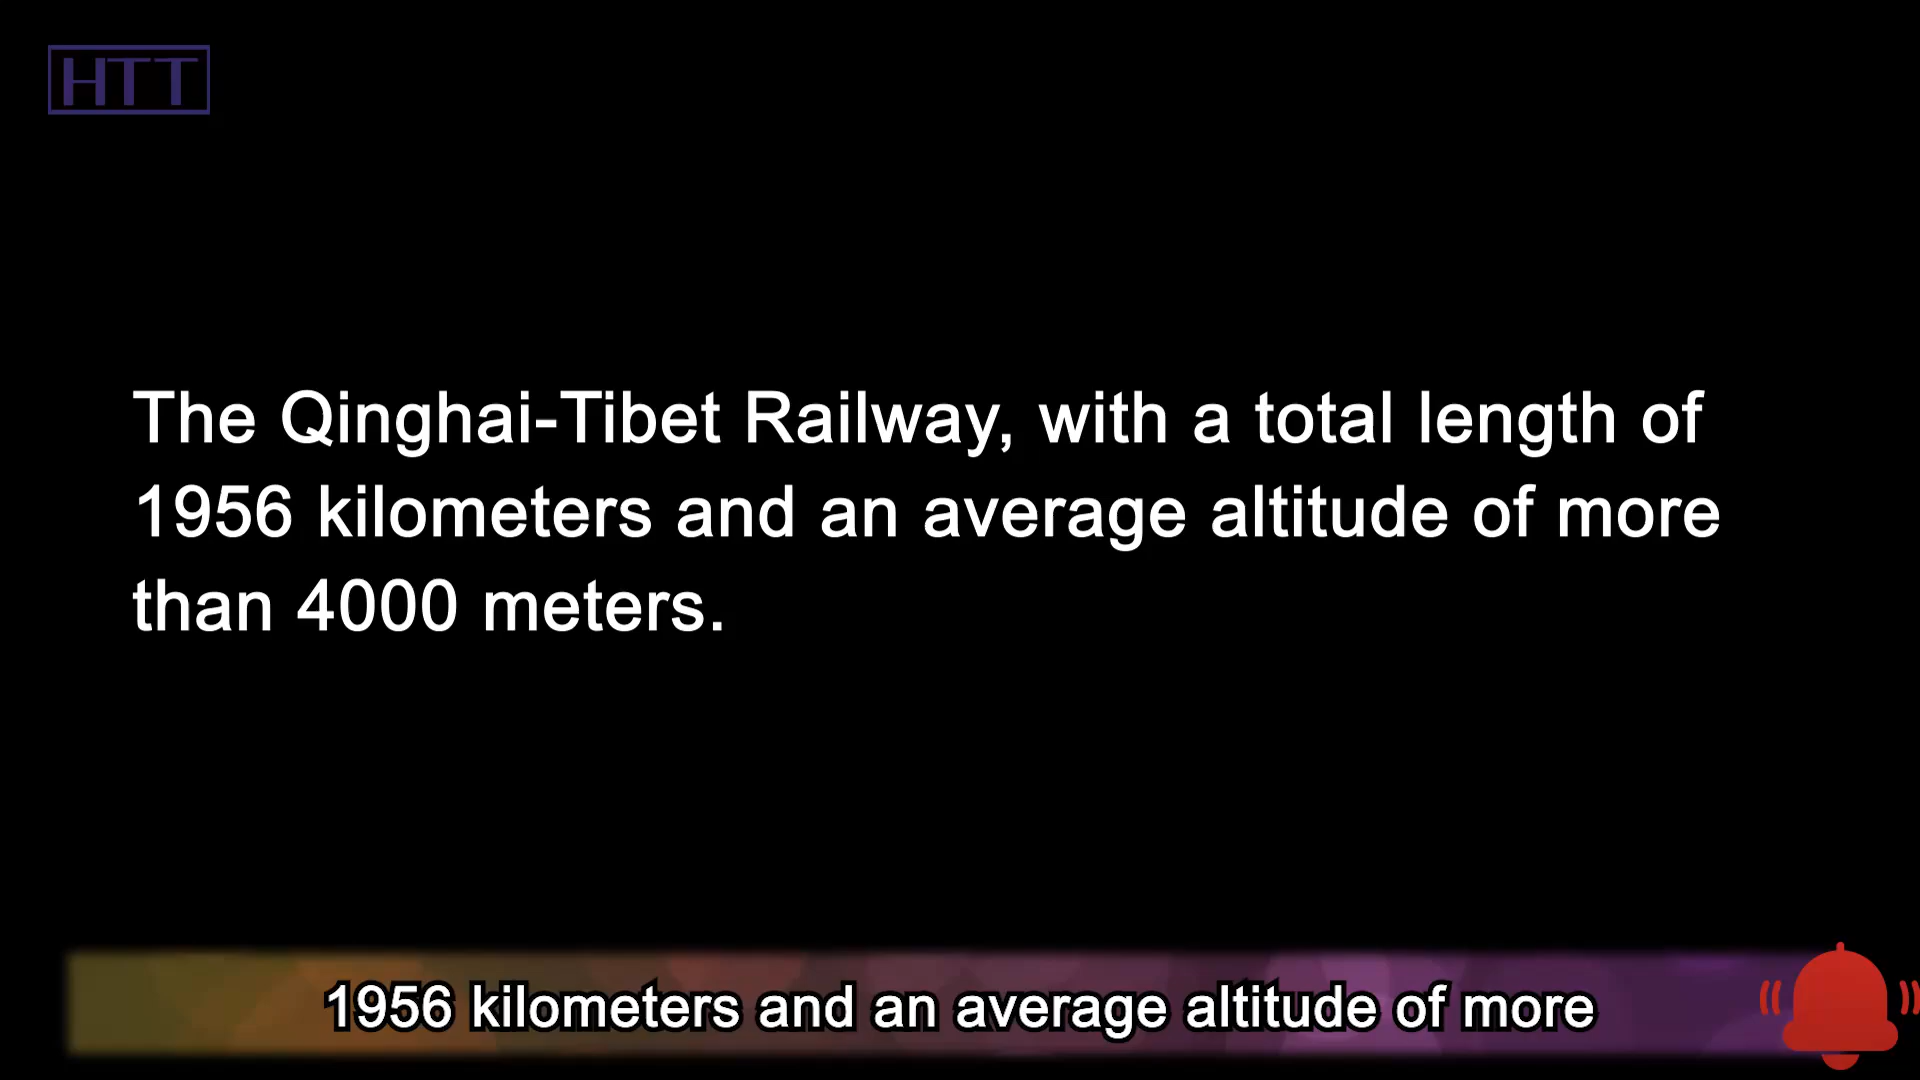 HTT
The Qinghai-Tibet Railway, with a total length of
1956 kilometers and an average altitude of more
than 4000 meters.
1956 kilometers and an average altitude of more